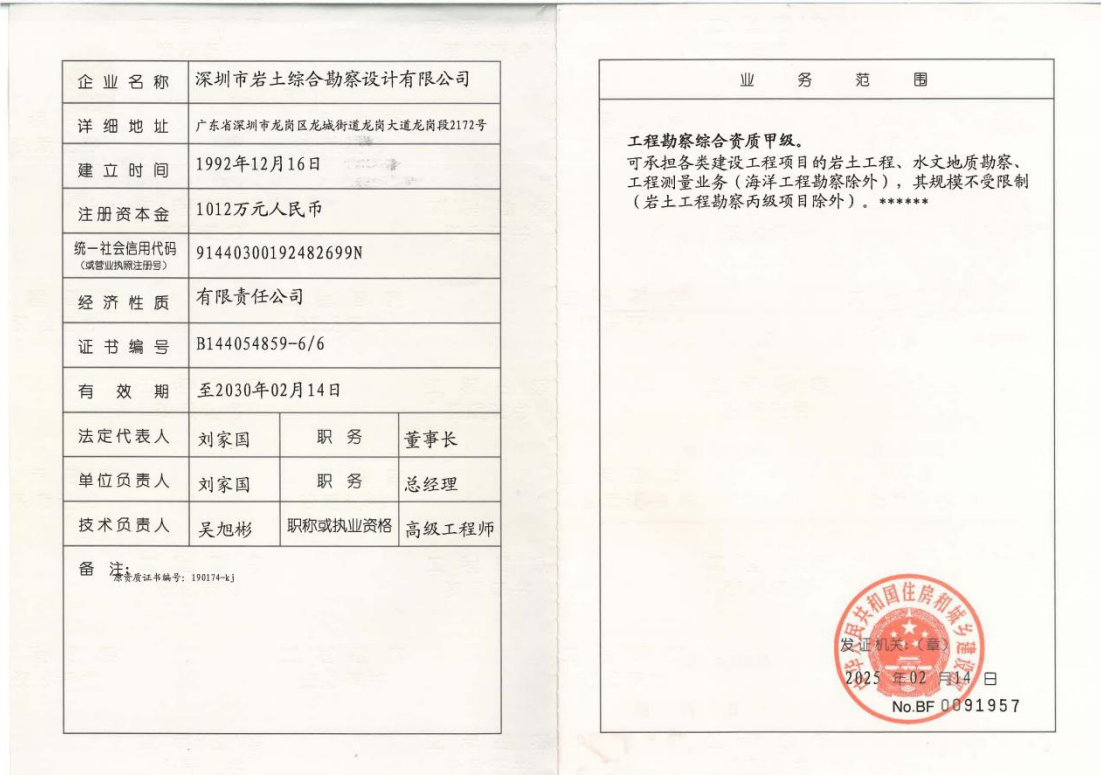 企业名称 深圳市岩土综合勘察设计有限公司
详细地址 广东省深圳市龙岗区龙城街道龙岗大道龙岗段2172号
建立时间 1992年12月16日
注册资本金 1012万元人民币
统一社会信用代码 91440300192482699N
(或营业执照注册号)
经济性质 有限责任公司
证书编号 B144054859-6/6
有效期 至2030年02月14日
法定代表人 刘家国 职务 董事长
单位负责人 刘家国 职务 总经理
技术负责人 吴旭彬 职称或执业资格 高级工程师
备注:
原资质证书编号：190174-kj
业务范围
工程勘察综合资质甲级。
可承担各类建设工程项目的岩土工程、水文地质勘察、
工程测量业务（海洋工程勘察除外），其规模不受限制
（岩土工程勘察丙级项目除外）。******
中华人民共和国住房和城乡建设部
发证机关:（章）
2025 年 02 月 14 日
No.BF 0091957